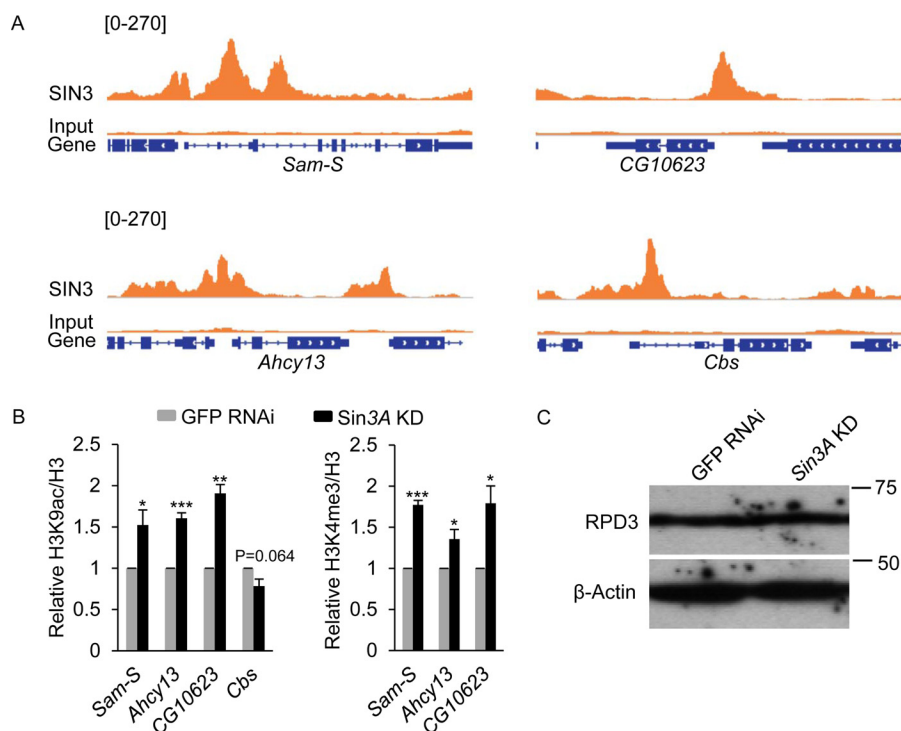 A
[0-270]
SIN3
Input
Gene
Sam-S
CG10623
[0-270]
SIN3
Input
Gene
Ahcy13
Cbs
B
GFP RNAi
Sin3A KD
Relative H3K9ac/H3
2.5
2
1.5
1
0.5
0
*
***
**
P=0.064
Sam-S
Ahcy13
CG10623
Cbs
Relative H3K4me3/H3
2.5
2
1.5
1
0.5
0
***
*
*
Sam-S
Ahcy13
CG10623
C
GFP RNAi
Sin3A KD
RPD3
75
50
β-Actin